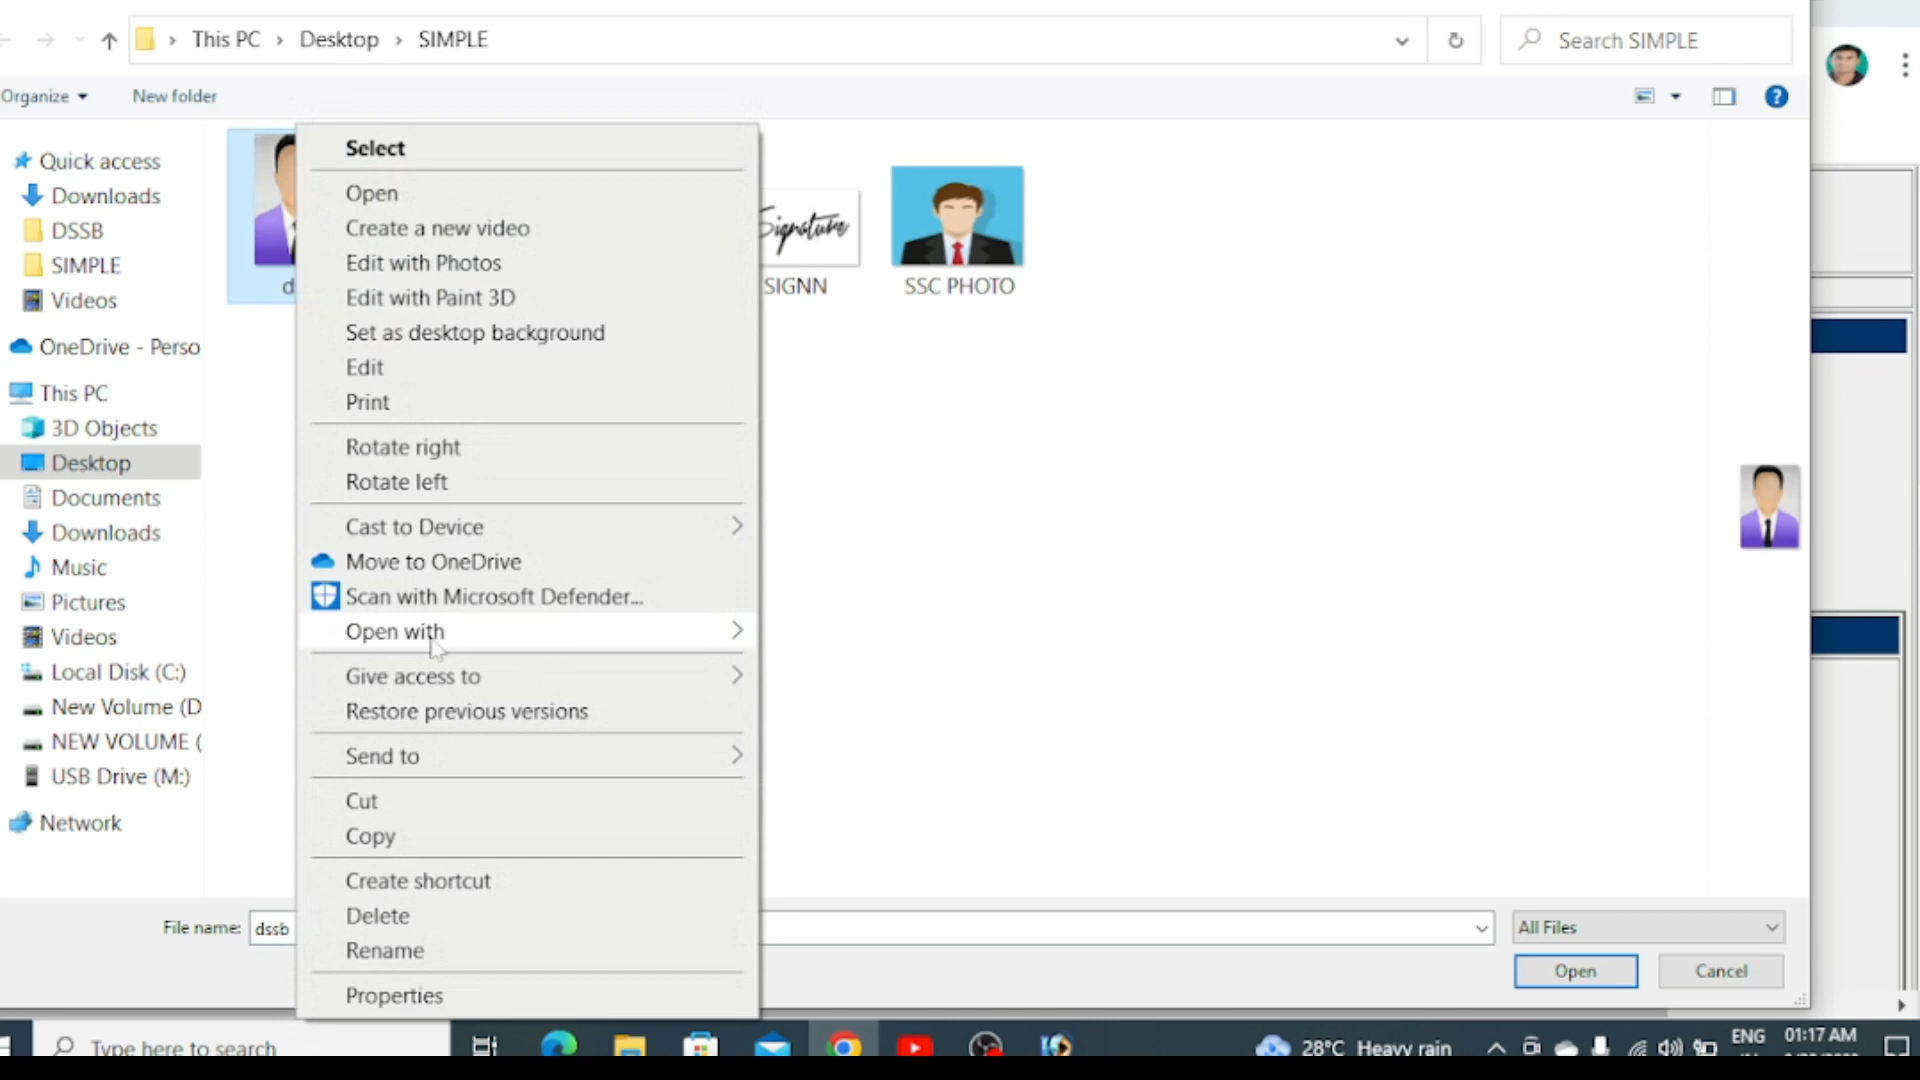 This PC > Desktop > SIMPLE
Search SIMPLE
Organize
New folder
Quick access
Downloads
DSSB
SIMPLE
Videos
OneDrive - Perso
This PC
3D Objects
Desktop
Documents
Downloads
Music
Pictures
Videos
Local Disk (C:)
New Volume (D
NEW VOLUME (
USB Drive (M:)
Network
d
Select
Open
Create a new video
Edit with Photos
Edit with Paint 3D
Set as desktop background
Edit
Print
Rotate right
Rotate left
Cast to Device
Move to OneDrive
Scan with Microsoft Defender...
Open with
Give access to
Restore previous versions
Send to
Cut
Copy
Create shortcut
Delete
Rename
Properties
Signature
SIGNN
SSC PHOTO
File name: dssb
All Files
Open
Cancel
Type here to search
28°C Heavy rain
ENG
01:17 AM